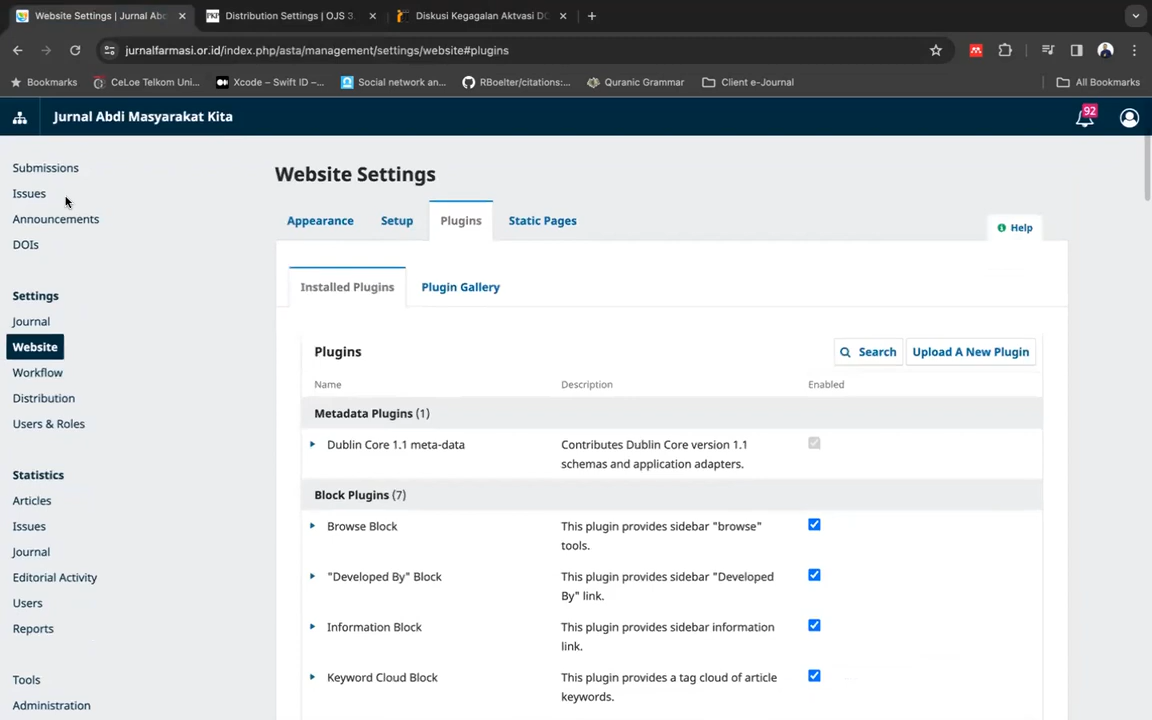 Website Settings | Jurnal Abd
Distribution Settings | OJS 3.
Diskusi Kegagalan Aktvasi DO
jurnalfarmasi.or.id/index.php/asta/management/settings/website#plugins
Bookmarks
CeLoe Telkom Uni...
Xcode – Swift ID –...
Social network an...
RBoelter/citations:...
Quranic Grammar
Client e-Journal
All Bookmarks
Jurnal Abdi Masyarakat Kita
92
Submissions
Issues
Announcements
DOIs
Settings
Journal
Website
Workflow
Distribution
Users & Roles
Statistics
Articles
Issues
Journal
Editorial Activity
Users
Reports
Tools
Administration
Website Settings
Appearance
Setup
Plugins
Static Pages
Help
Installed Plugins
Plugin Gallery
Plugins
Search
Upload A New Plugin
Name
Description
Enabled
Metadata Plugins (1)
Dublin Core 1.1 meta-data
Contributes Dublin Core version 1.1
schemas and application adapters.
Block Plugins (7)
Browse Block
This plugin provides sidebar "browse"
tools.
"Developed By" Block
This plugin provides sidebar "Developed
By" link.
Information Block
This plugin provides sidebar information
link.
Keyword Cloud Block
This plugin provides a tag cloud of article
keywords.